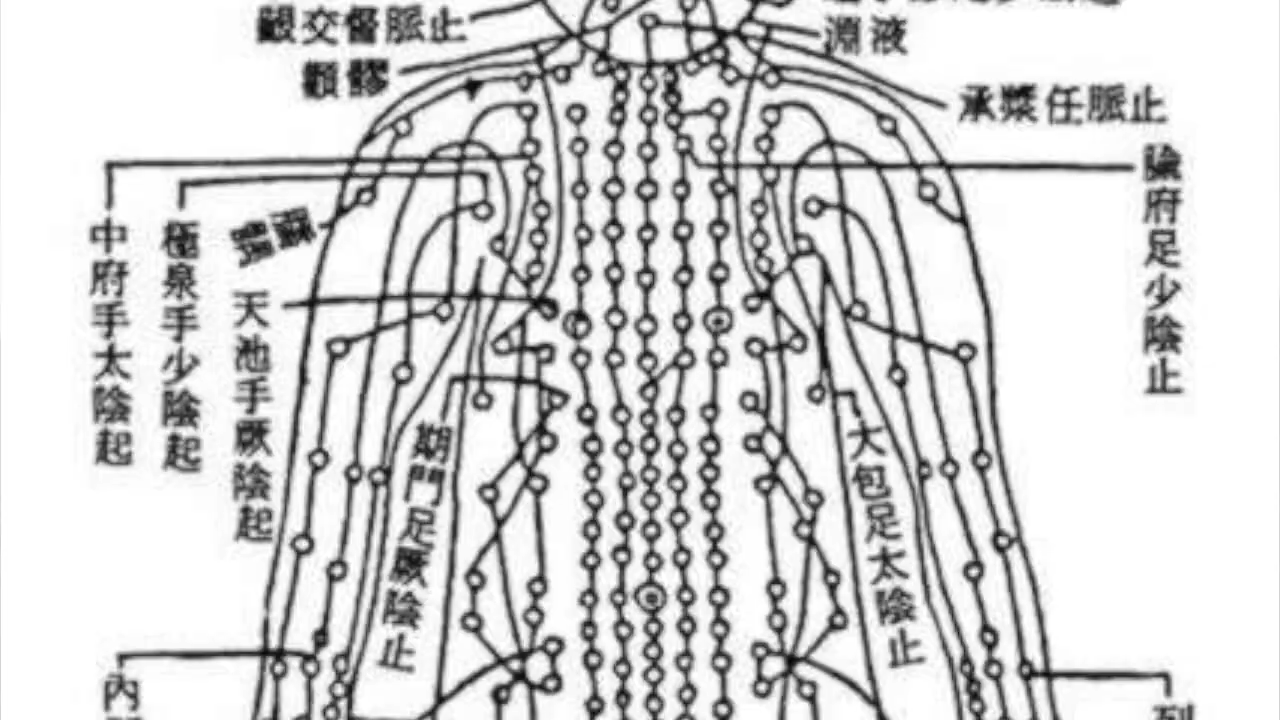 齦交督脈止
顴髎
淵液
承漿任脈止
中府手太陰起
極泉手少陰起
天池手厥陰起
期門足厥陰止
大包足太陰止
府足少陰止
內